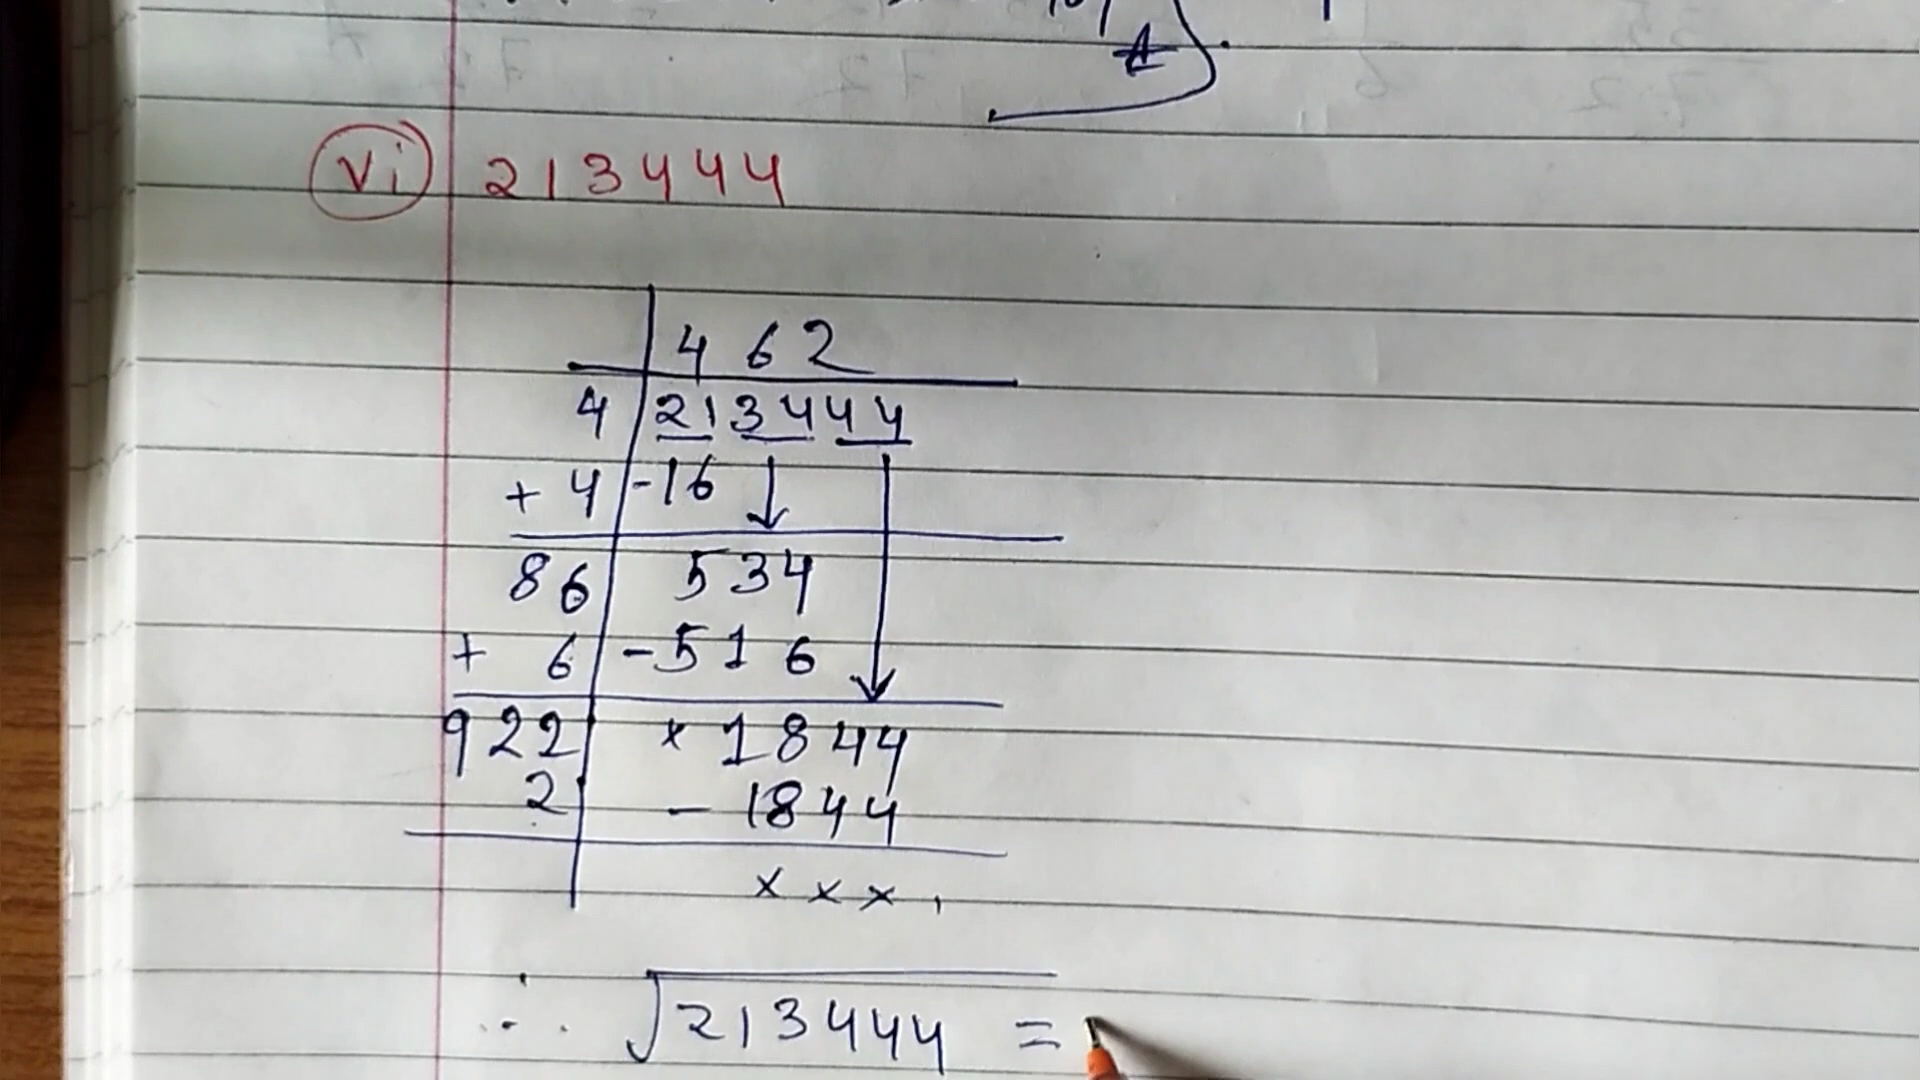 vi 213444
462
4 213444
+ 4 -16
86 534
+ 6 -516
922 × 1844
2 - 1844
× × ×
∴ √213444 =